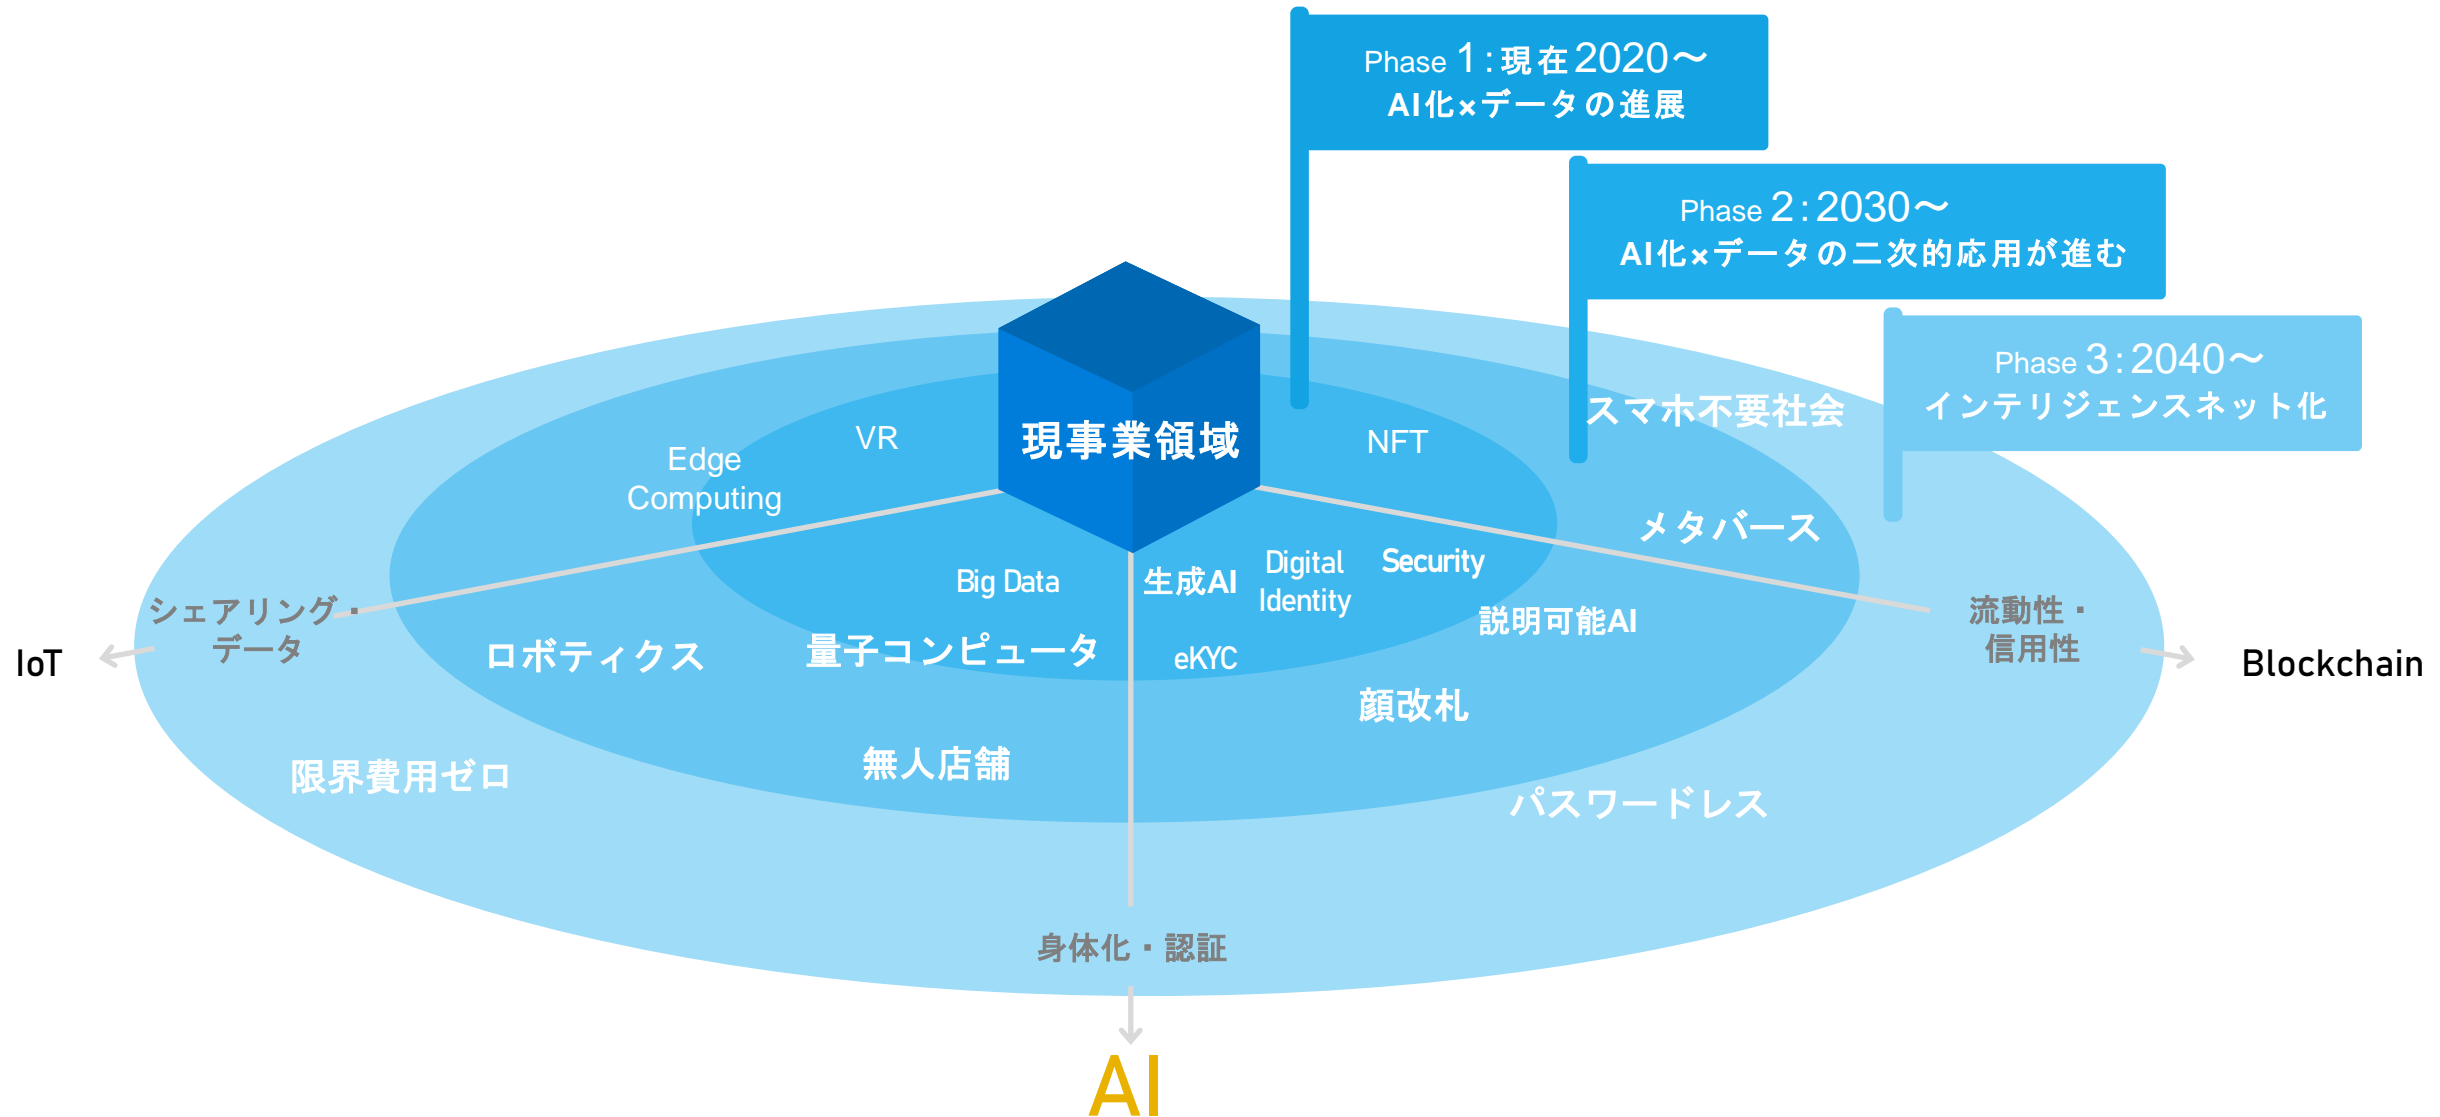 Phase 1：現在2020～
AI化×データの進展
Phase 2：2030～
AI化×データの二次的応用が進む
Phase 3：2040～
インテリジェンスネット化
スマホ不要社会
現事業領域
VR
NFT
Edge
Computing
メタバース
Big Data
生成AI
Digital
Identity
Security
シェアリング・
データ
流動性・
信用性
説明可能AI
ロボティクス
量子コンピュータ
eKYC
IoT
Blockchain
顔改札
無人店舗
限界費用ゼロ
パスワードレス
身体化・認証
AI